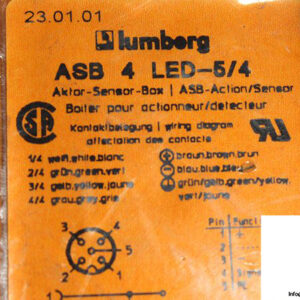 23.01.01
lumberg
ASB 4 LED-5/4
Aktor-Sensor-Box | ASB-Action/Sensor
Boitier pour actionneur/detecteur
Kontaktbelegung | wiring diagram
affectation des contacts
1/4 weiß,white,blanc
braun,brown,brun
2/4 grün,green,vert
blau,blue,bleu
3/4 gelb,yellow,jaune
grün/gelb,green/yellow,
vert/jaune
4/4 grau,gray,gris
Pin
1
2
3
4
5